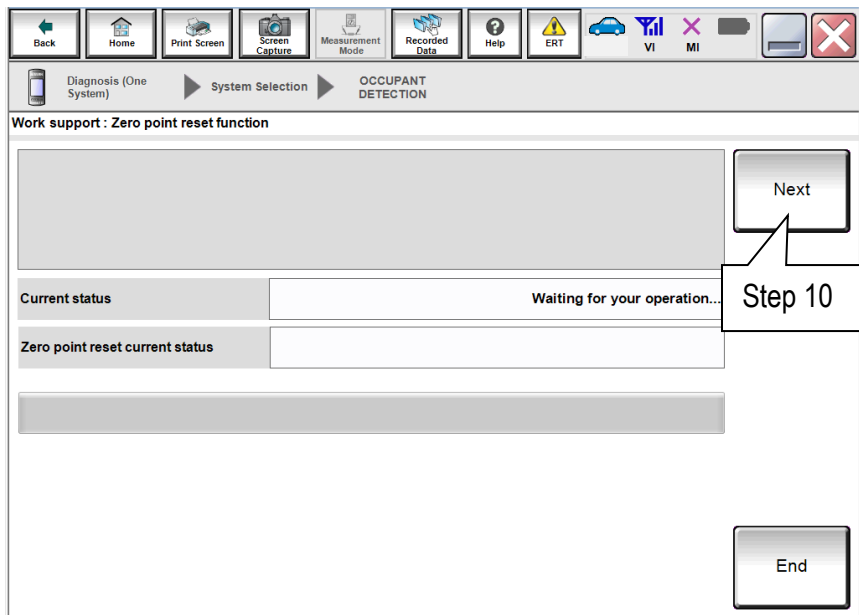 Back
Home
Print Screen
Screen
Capture
Measurement
Mode
Recorded
Data
Help
ERT
VI
MI
Diagnosis (One
System)
System Selection
OCCUPANT
DETECTION
Work support : Zero point reset function
Next
Current status
Waiting for your operation...
Step 10
Zero point reset current status
End